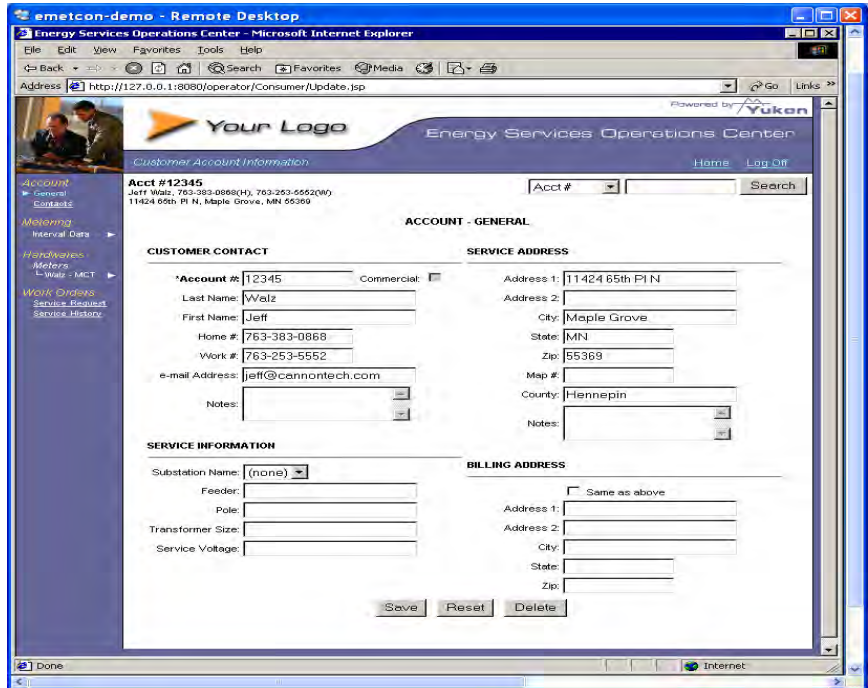 emetcon-demo - Remote Desktop
Energy Services Operations Center - Microsoft Internet Explorer
File Edit View Favorites Tools Help
Back Search Favorites Media
Address http://127.0.0.1:8080/operator/Consumer/Update.jsp Go Links »
Powered by Yukon
Your Logo
Energy Services Operations Center
Customer Account Information Home Log Off
Account
General
Contacts
Metering
Interval Data
Hardwares
Meters
Walz - MCT
Work Orders
Service Request
Service History
Acct #12345
Jeff Walz, 763-383-0868(H), 763-253-5552(W)
11424 65th Pl N, Maple Grove, MN 55369
Acct # Search
ACCOUNT - GENERAL
CUSTOMER CONTACT
*Account #: 12345 Commercial:
Last Name: Walz
First Name: Jeff
Home #: 763-383-0868
Work #: 763-253-5552
e-mail Address: jeff@cannontech.com
Notes:
SERVICE INFORMATION
Substation Name: (none)
Feeder:
Pole:
Transformer Size:
Service Voltage:
SERVICE ADDRESS
Address 1: 11424 65th Pl N
Address 2:
City: Maple Grove
State: MN
Zip: 55369
Map #:
County: Hennepin
Notes:
BILLING ADDRESS
Same as above
Address 1:
Address 2:
City:
State:
Zip:
Save Reset Delete
Done Internet